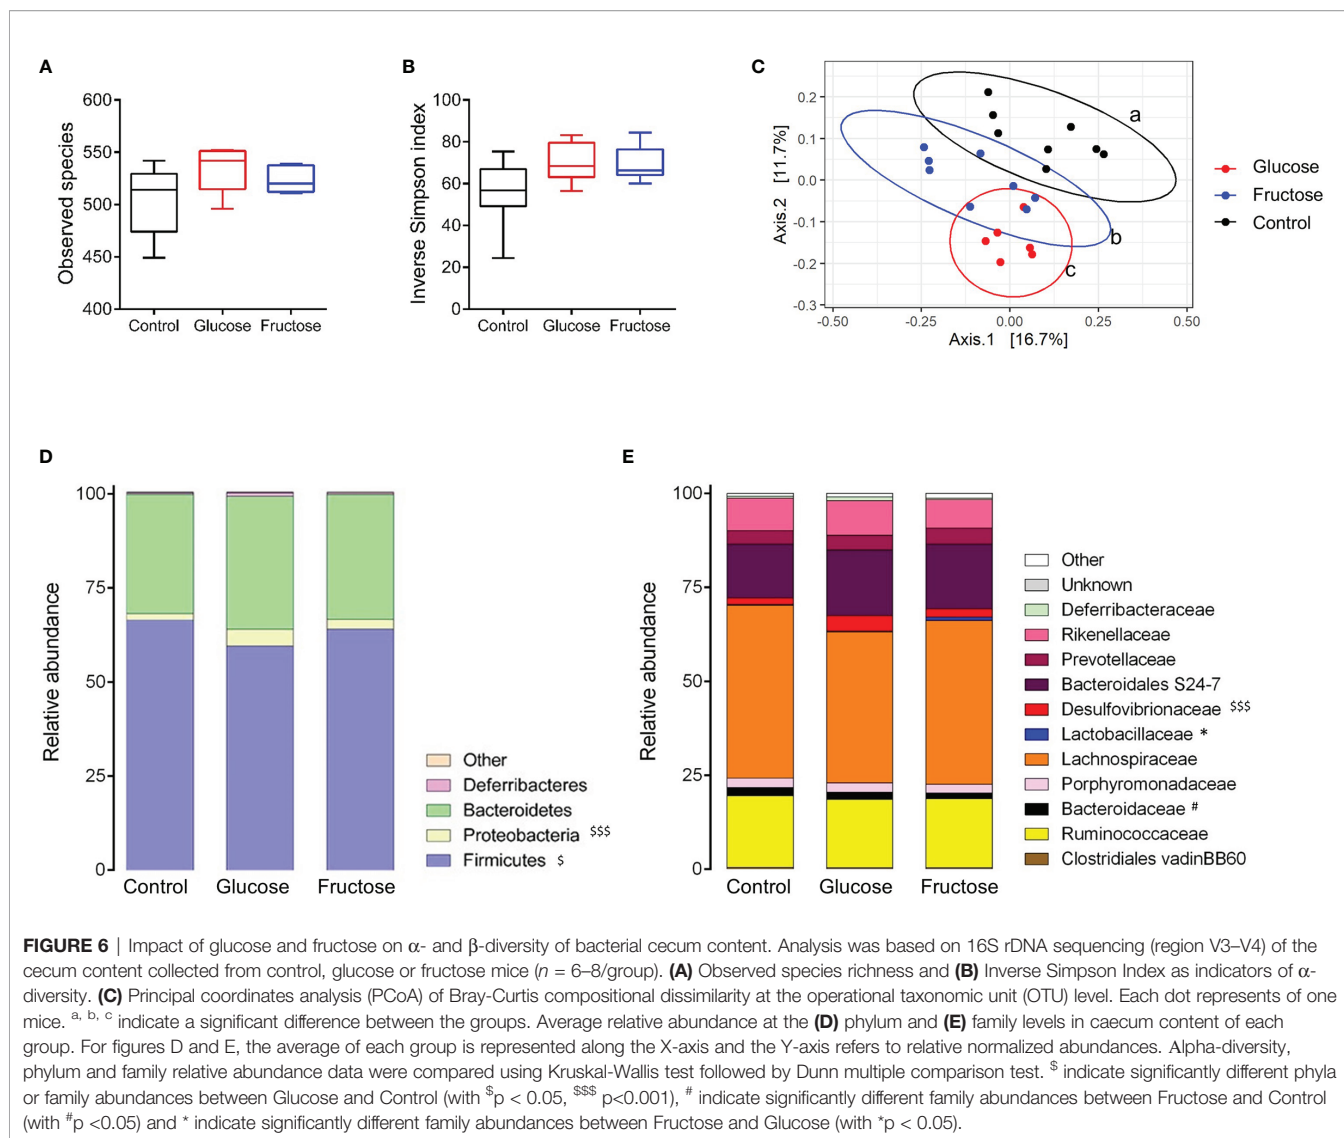 A
Observed species
600
550
500
450
400
Control
Glucose
Fructose
B
Inverse Simpson index
100
80
60
40
20
0
Control
Glucose
Fructose
C
Axis.2 [11.7%]
0.2
0.1
0.0
-0.1
-0.2
-0.3
a
b
c
-0.50
-0.25
0.00
0.25
0.50
Axis.1 [16.7%]
Glucose
Fructose
Control
D
Relative abundance
100
75
50
25
0
Control
Glucose
Fructose
Other
Deferribacteres
Bacteroidetes
Proteobacteria $$$
Firmicutes $
E
Relative abundance
100
75
50
25
0
Control
Glucose
Fructose
Other
Unknown
Deferribacteraceae
Rikenellaceae
Prevotellaceae
Bacteroidales S24-7
Desulfovibrionaceae $$$
Lactobacillaceae *
Lachnospiraceae
Porphyromonadaceae
Bacteroidaceae #
Ruminococcaceae
Clostridiales vadinBB60
FIGURE 6 | Impact of glucose and fructose on α- and β-diversity of bacterial cecum content. Analysis was based on 16S rDNA sequencing (region V3–V4) of the
cecum content collected from control, glucose or fructose mice (n = 6–8/group). (A) Observed species richness and (B) Inverse Simpson Index as indicators of α-
diversity. (C) Principal coordinates analysis (PCoA) of Bray-Curtis compositional dissimilarity at the operational taxonomic unit (OTU) level. Each dot represents of one
mice. a, b, c indicate a significant difference between the groups. Average relative abundance at the (D) phylum and (E) family levels in caecum content of each
group. For figures D and E, the average of each group is represented along the X-axis and the Y-axis refers to relative normalized abundances. Alpha-diversity,
phylum and family relative abundance data were compared using Kruskal-Wallis test followed by Dunn multiple comparison test. $ indicate significantly different phyla
or family abundances between Glucose and Control (with $p < 0.05, $$$ p<0.001), # indicate significantly different family abundances between Fructose and Control
(with #p <0.05) and * indicate significantly different family abundances between Fructose and Glucose (with *p < 0.05).